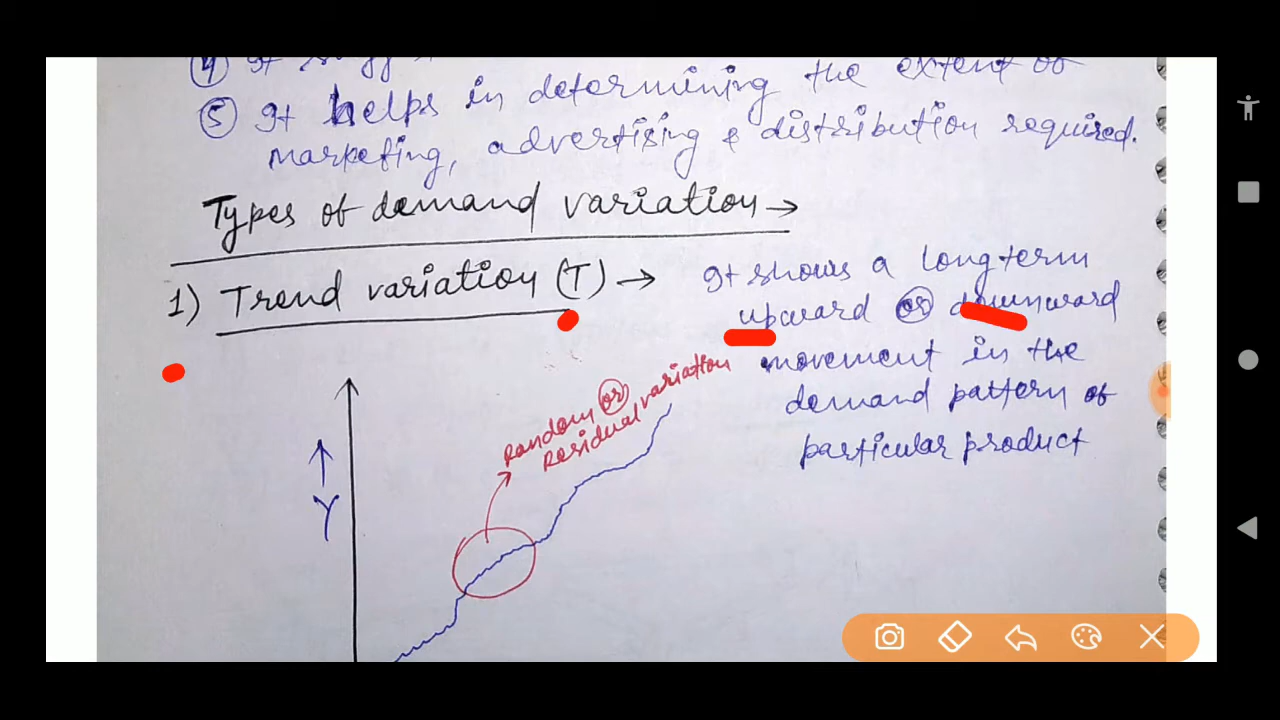 ④ It
⑤ It helps in determining the extent of
marketing, advertising & distribution required.
Types of demand variation →
1) Trend variation (T) → It shows a long term
upward or downward
movement in the
demand pattern of
particular product
random or
residual variation
↑
Y